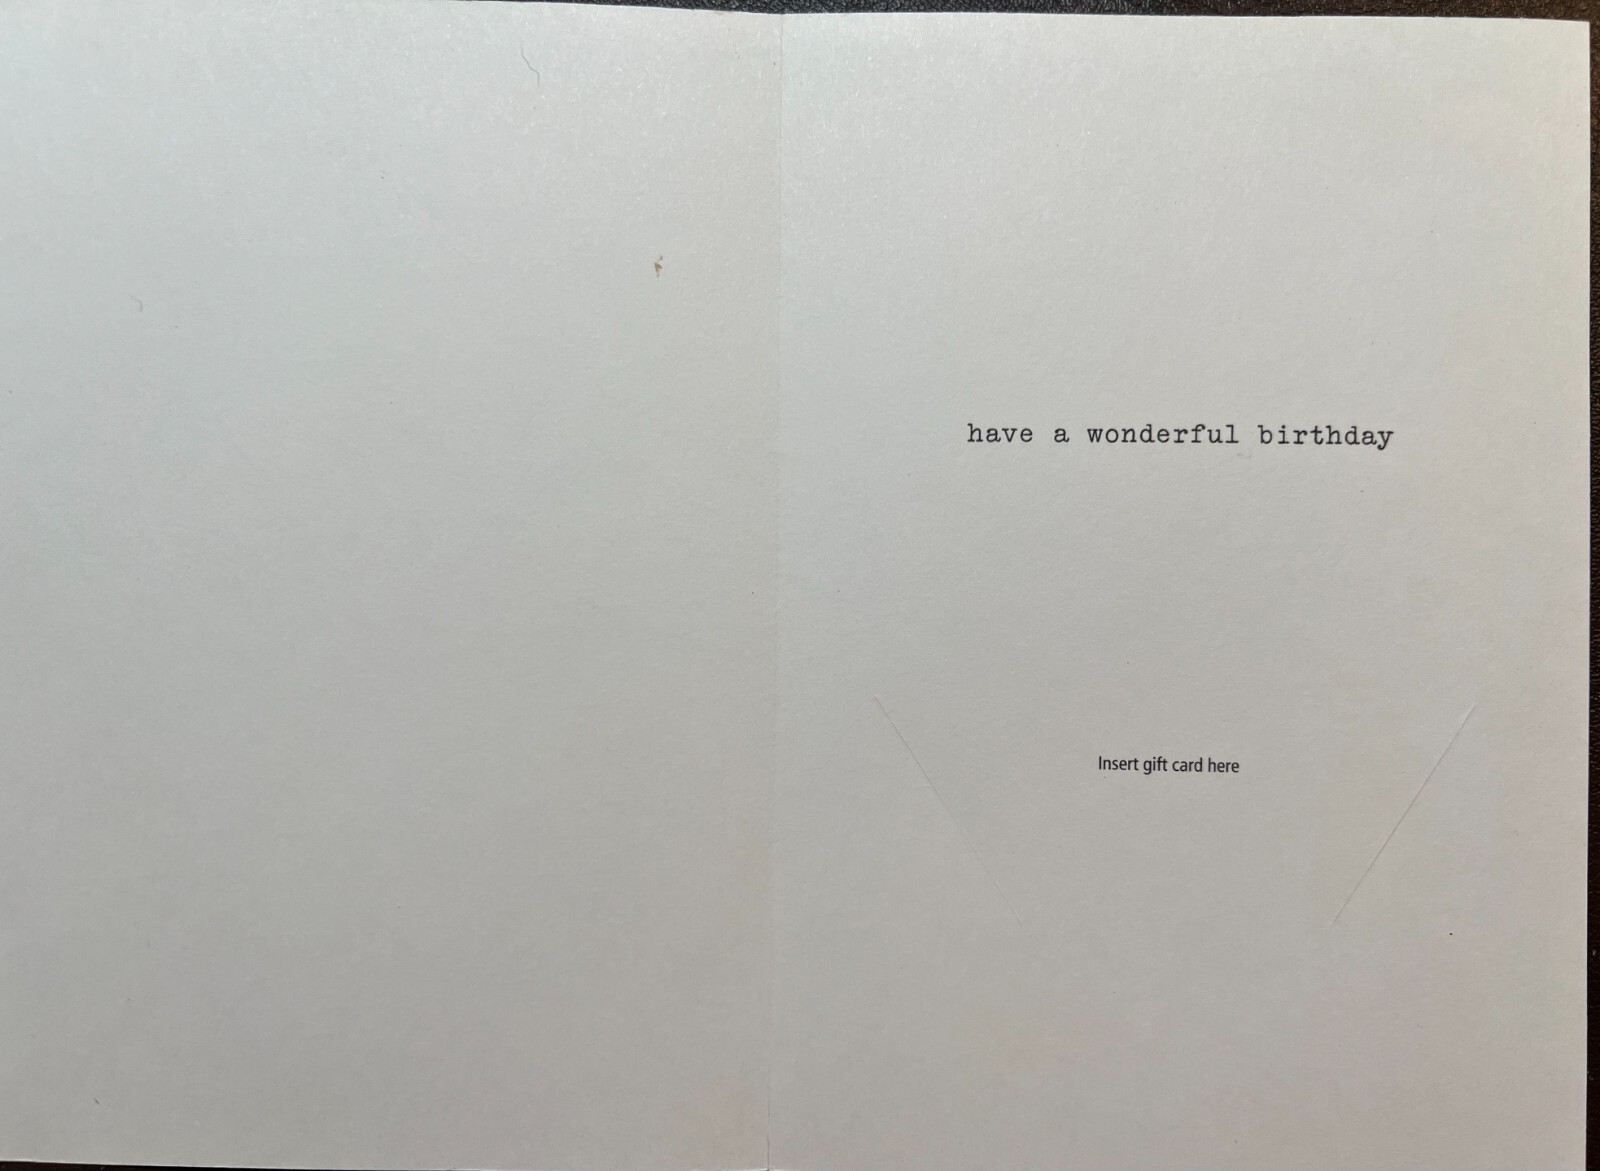 have a wonderful birthday
Insert gift card here